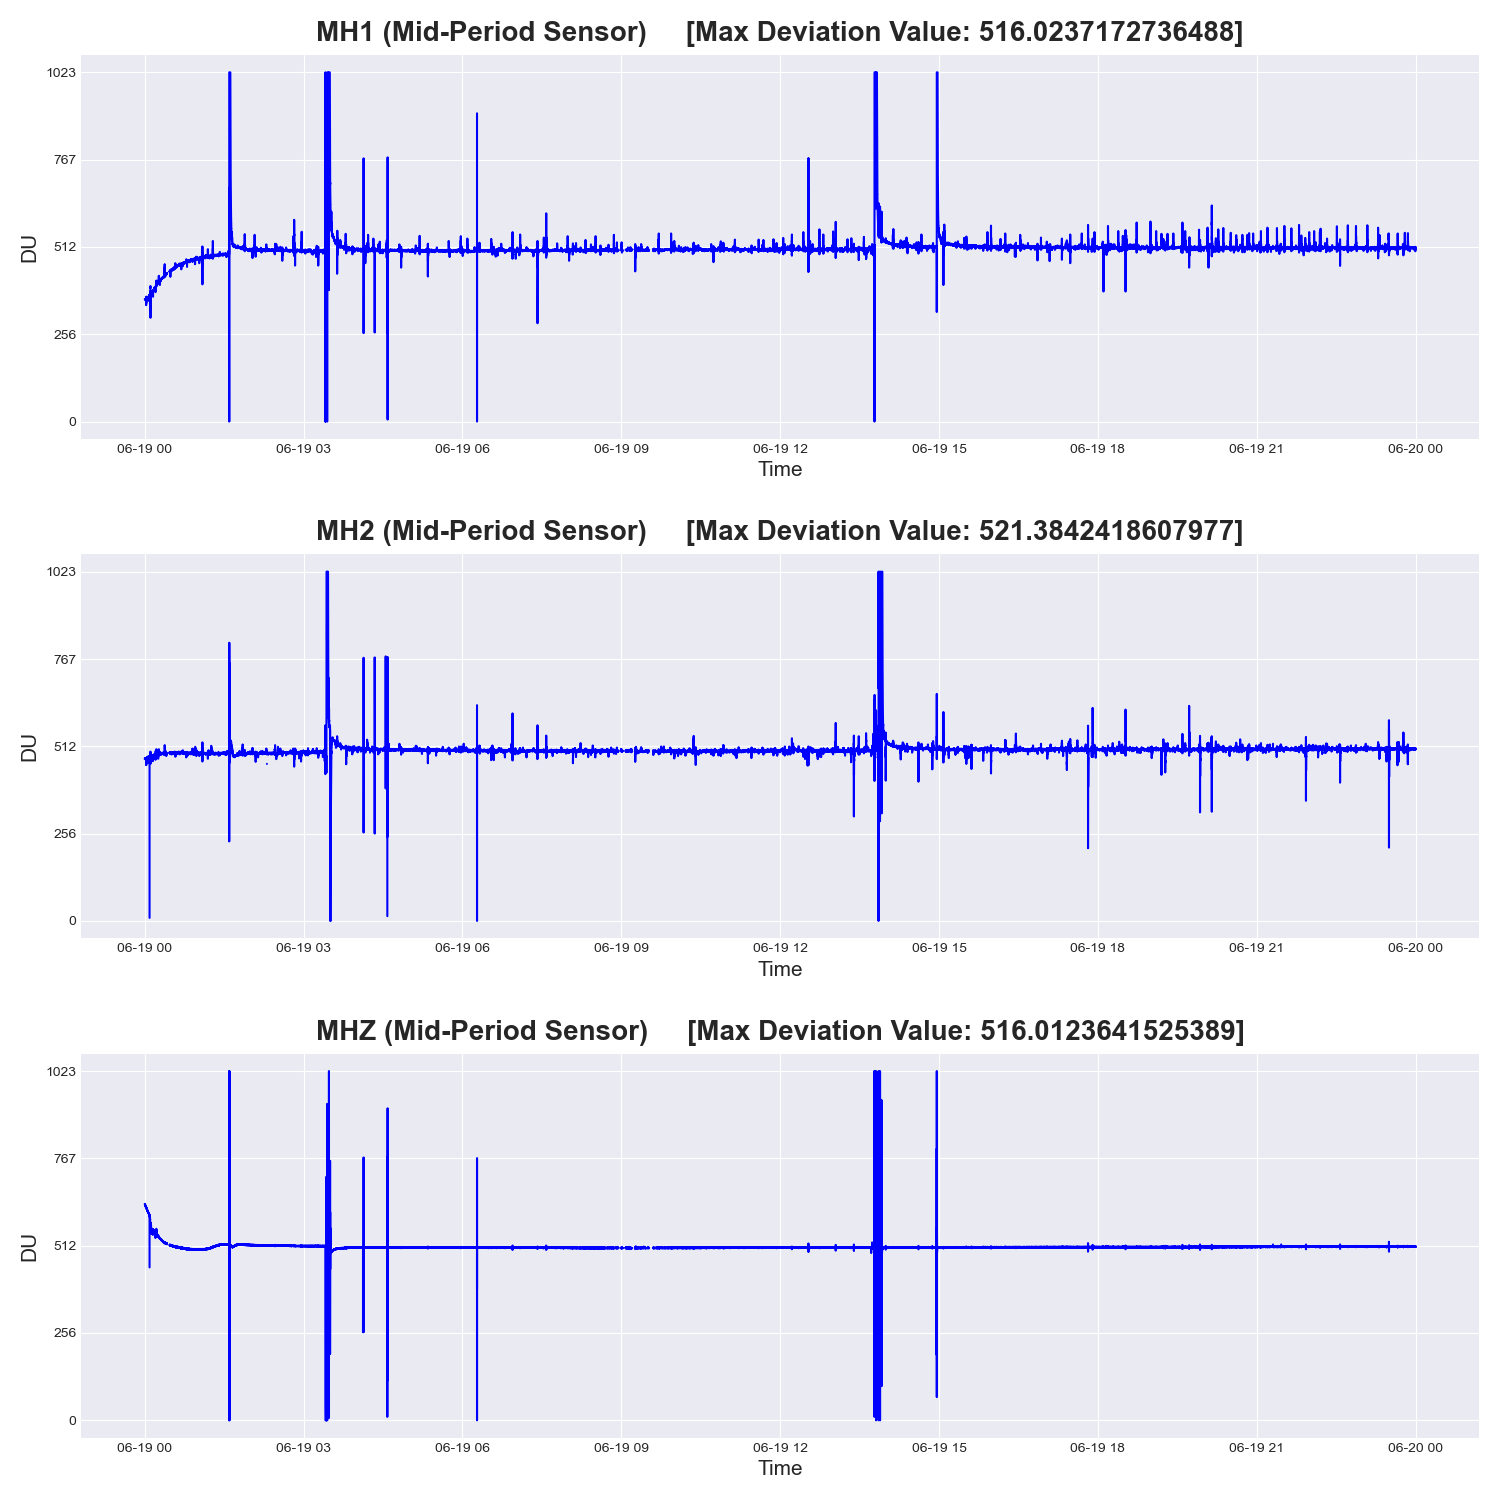 MH1 (Mid-Period Sensor) [Max Deviation Value: 516.0237172736488]
1023
767
512
256
0
DU
06-19 00 06-19 03 06-19 06 06-19 09 06-19 12 06-19 15 06-19 18 06-19 21 06-20 00
Time
MH2 (Mid-Period Sensor) [Max Deviation Value: 521.3842418607977]
1023
767
512
256
0
DU
06-19 00 06-19 03 06-19 06 06-19 09 06-19 12 06-19 15 06-19 18 06-19 21 06-20 00
Time
MHZ (Mid-Period Sensor) [Max Deviation Value: 516.0123641525389]
1023
767
512
256
0
DU
06-19 00 06-19 03 06-19 06 06-19 09 06-19 12 06-19 15 06-19 18 06-19 21 06-20 00
Time